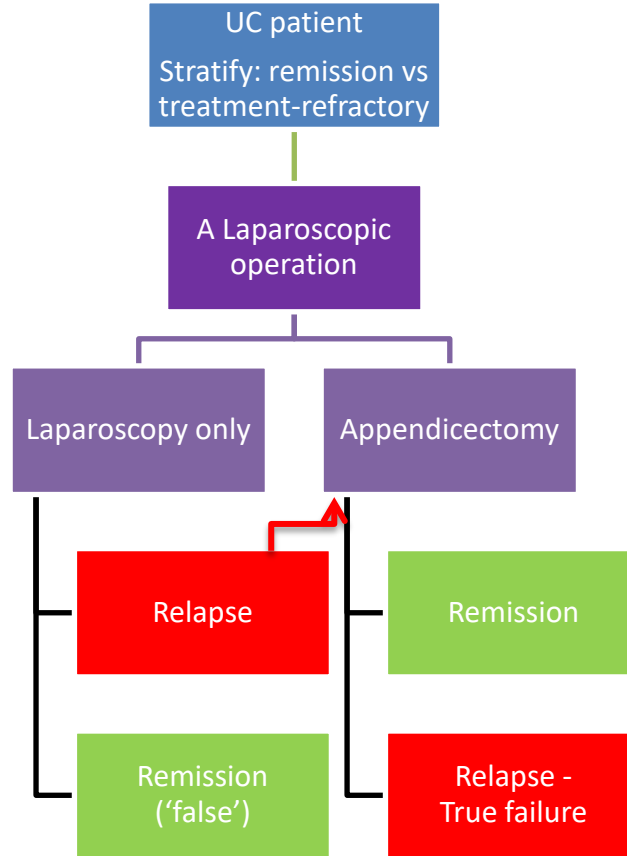 UC patient
Stratify: remission vs
treatment-refractory
A Laparoscopic
operation
Laparoscopy only
Appendicectomy
Relapse
Remission
Remission
(‘false’)
Relapse -
True failure